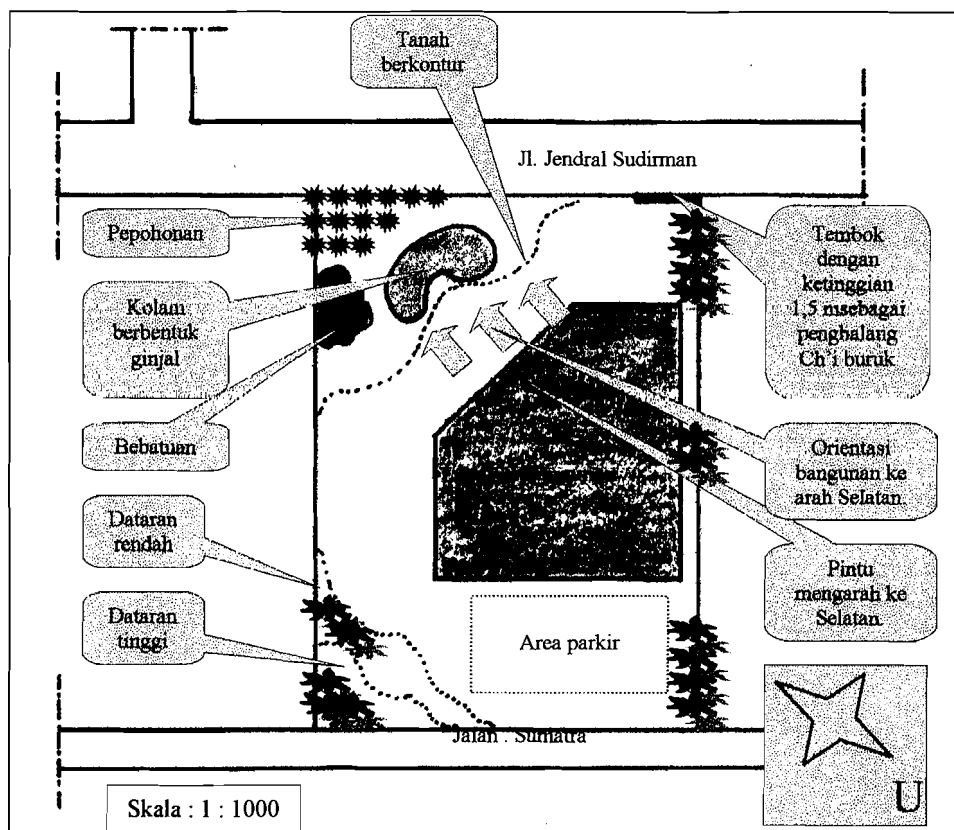 Tanah
berkontur
Jl. Jendral Sudirman
Pepohonan
Kolam
berbentuk
ginjal
Bebatuan
Dataran
rendah
Dataran
tinggi
Tembok
dengan
ketinggian
1,5 msebagai
penghalang
Ch'i buruk
Orientasi
bangunan ke
arah Selatan.
Pintu
mengarah ke
Selatan.
Area parkir
Jalan : Sumatra
U
Skala : 1 : 1000